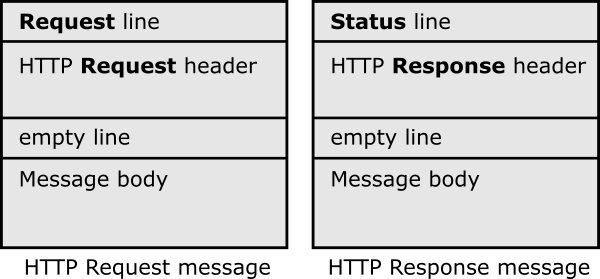 Request line
HTTP Request header
empty line
Message body
HTTP Request message
Status line
HTTP Response header
empty line
Message body
HTTP Response message